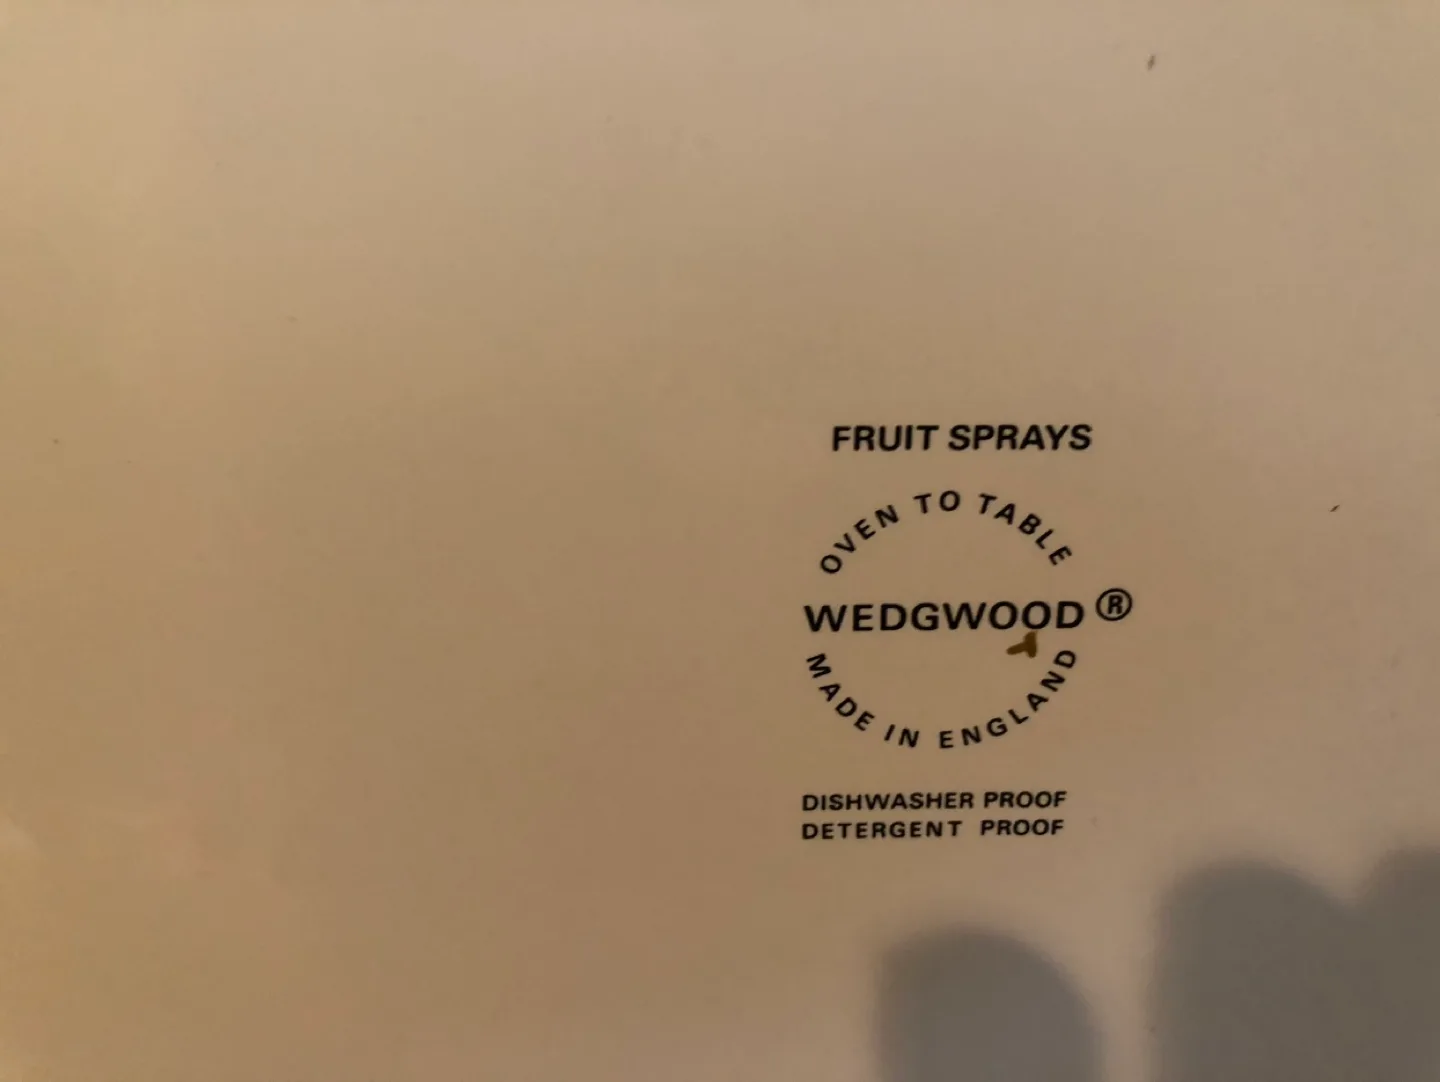 FRUIT SPRAYS
OVEN TO TABLE
WEDGWOOD ®
MADE IN ENGLAND
DISHWASHER PROOF
DETERGENT PROOF